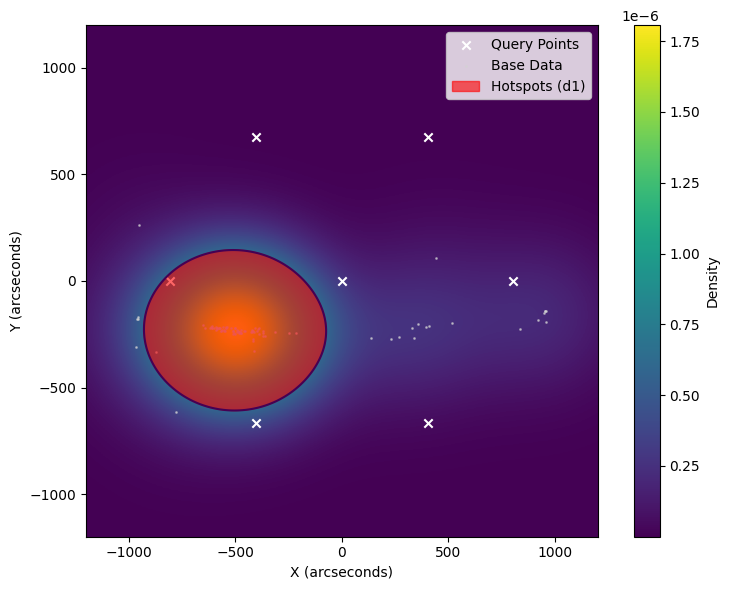 1e−6
Query Points
Base Data
Hotspots (d1)
1000
500
0
−500
−1000
Y (arcseconds)
−1000
−500
0
500
1000
X (arcseconds)
1.75
1.50
1.25
1.00
0.75
0.50
0.25
Density